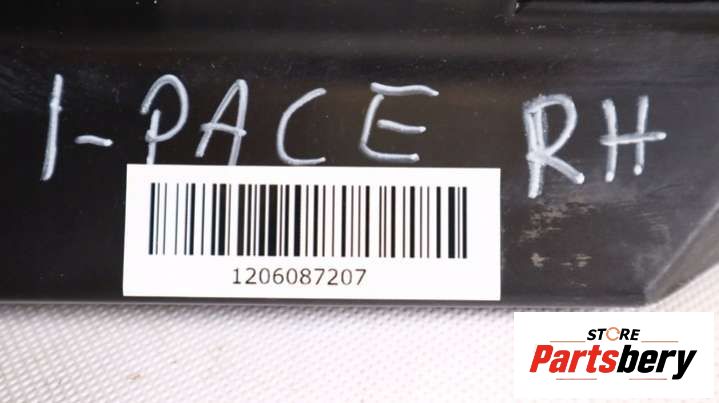 I-PACE RH
1206087207
STORE
Partsbery